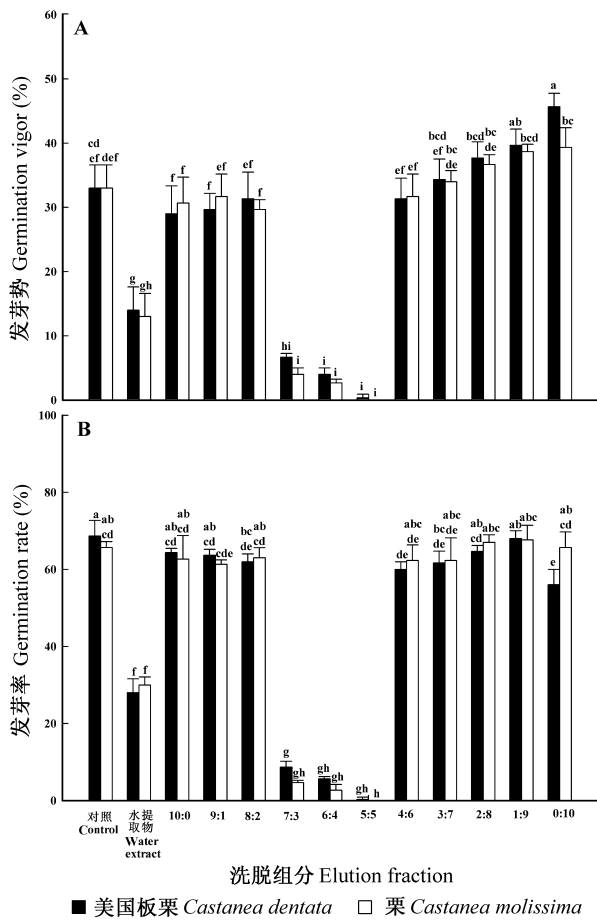 A
60
50
40
30
20
10
0
发芽势 Germination vigor (%)
cd
ef
def
g
gh
f
f
f
ef
f
f
hi
i
i
i
i
i
ef
ef
bcd
ef
bc
de
bcd
bc
de
ab
bcd
a
bc
B
100
80
60
40
20
0
发芽率 Germination rate (%)
a
ab
cd
f
f
ab
cd
ab
cd
ab
cd
cde
bc
de
ab
cd
g
gh
gh
gh
gh
h
de
abc
de
bc
de
abc
de
ab
cd
abc
ab
abc
e
ab
cd
对照
Control
水提
取物
Water
extract
10:0
9:1
8:2
7:3
6:4
5:5
4:6
3:7
2:8
1:9
0:10
洗脱组分 Elution fraction
美国板栗 Castanea dentata
栗 Castanea molissima